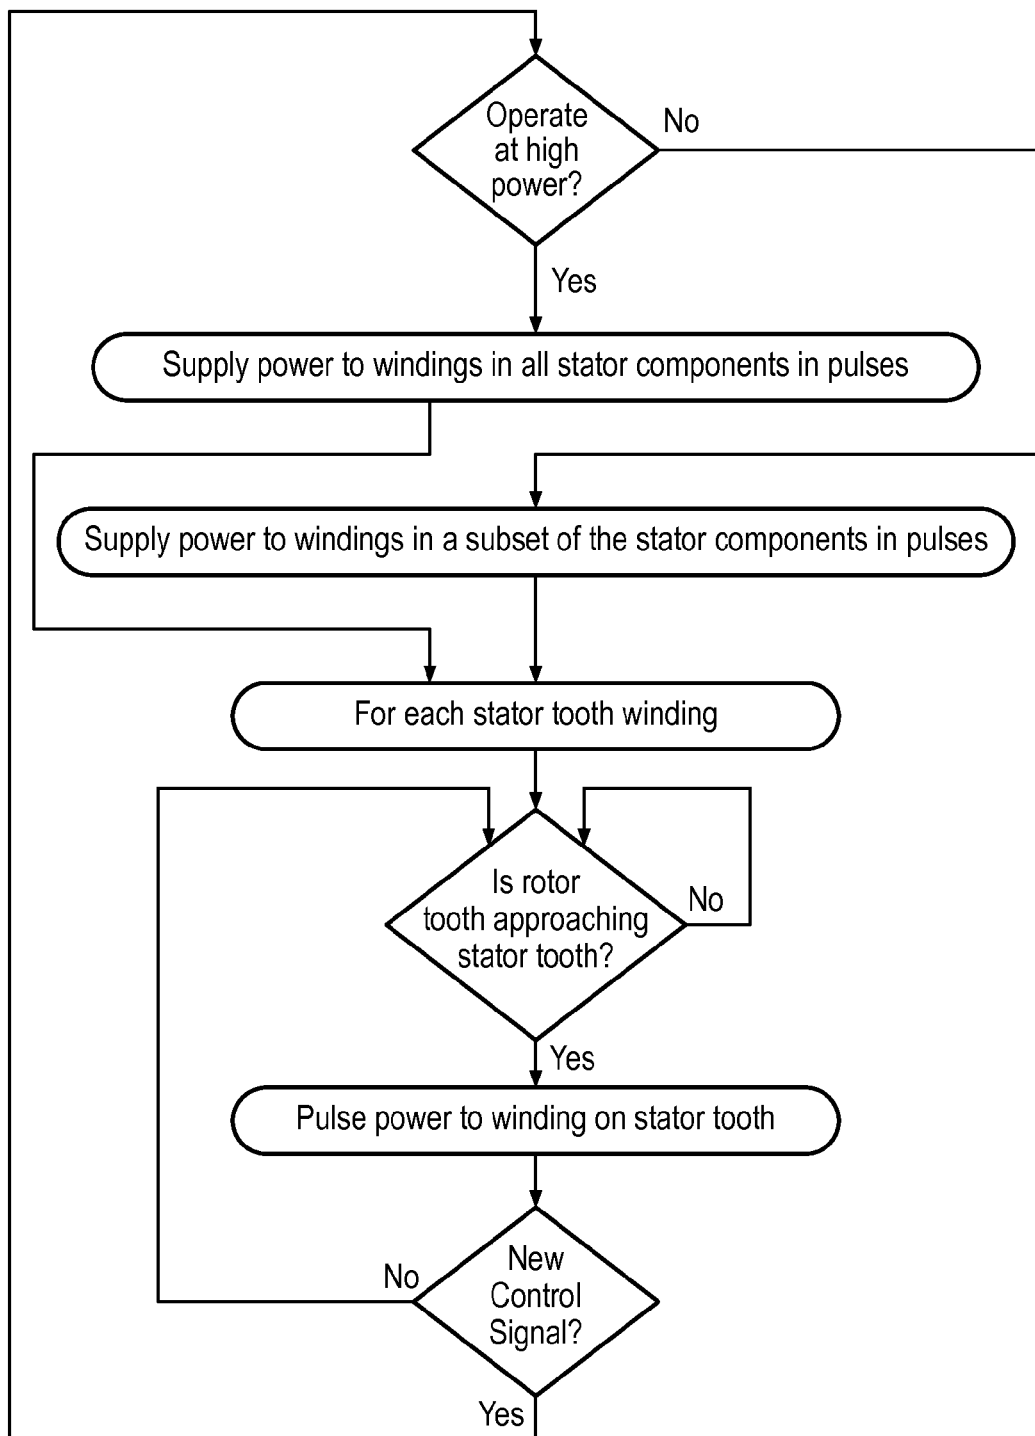 Operate
at high
power?
No
Yes
Supply power to windings in all stator components in pulses
Supply power to windings in a subset of the stator components in pulses
For each stator tooth winding
Is rotor
tooth approaching
stator tooth?
No
Yes
Pulse power to winding on stator tooth
New
Control
Signal?
No
Yes